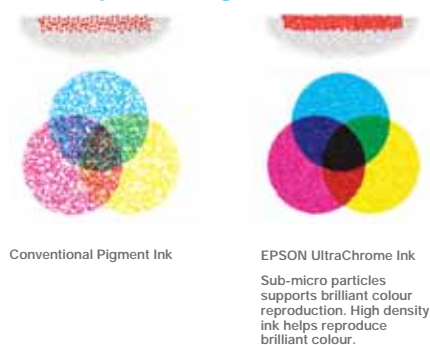 Conventional Pigment Ink
EPSON UltraChrome Ink
Sub-micro particles
supports brilliant colour
reproduction. High density
ink helps reproduce
brilliant colour.